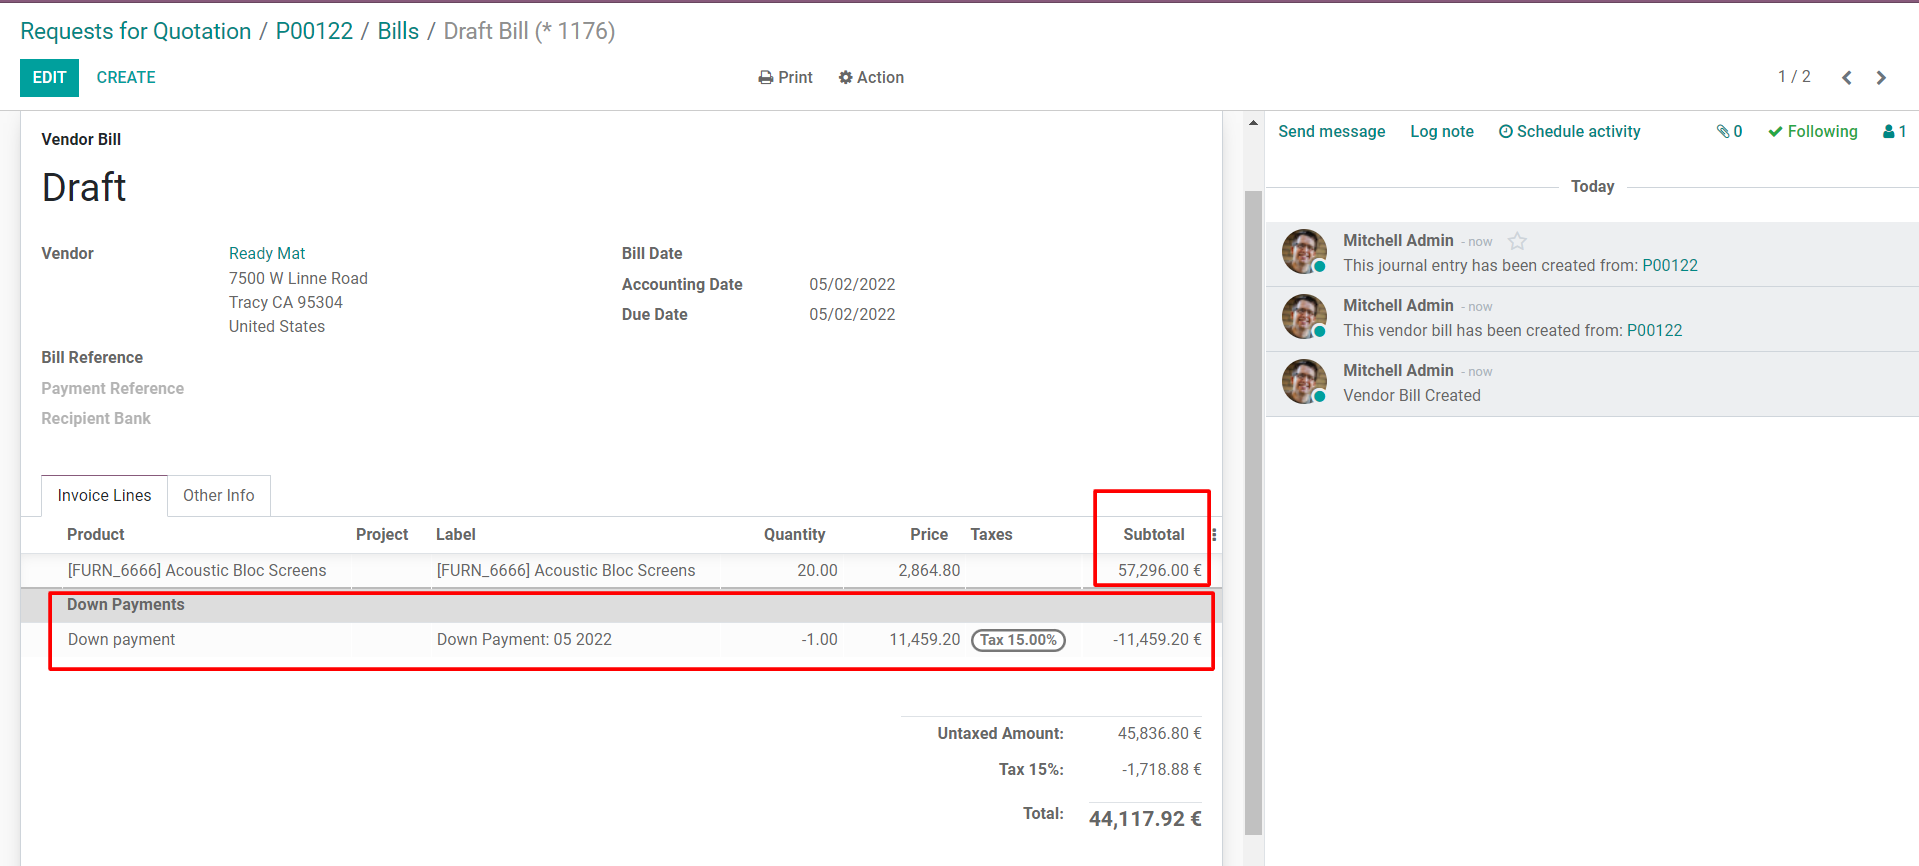 Requests for Quotation / P00122 / Bills / Draft Bill (* 1176)
EDIT CREATE Print Action 1 / 2
Vendor Bill
Draft
Vendor Ready Mat
7500 W Linne Road
Tracy CA 95304
United States
Bill Date
Accounting Date 05/02/2022
Due Date 05/02/2022
Bill Reference
Payment Reference
Recipient Bank
Invoice Lines Other Info
Product Project Label Quantity Price Taxes Subtotal
[FURN_6666] Acoustic Bloc Screens [FURN_6666] Acoustic Bloc Screens 20.00 2,864.80 57,296.00 €
Down Payments
Down payment Down Payment: 05 2022 -1.00 11,459.20 Tax 15.00% -11,459.20 €
Untaxed Amount: 45,836.80 €
Tax 15%: -1,718.88 €
Total: 44,117.92 €
Send message Log note Schedule activity 0 Following 1
Today
Mitchell Admin - now
This journal entry has been created from: P00122
Mitchell Admin - now
This vendor bill has been created from: P00122
Mitchell Admin - now
Vendor Bill Created